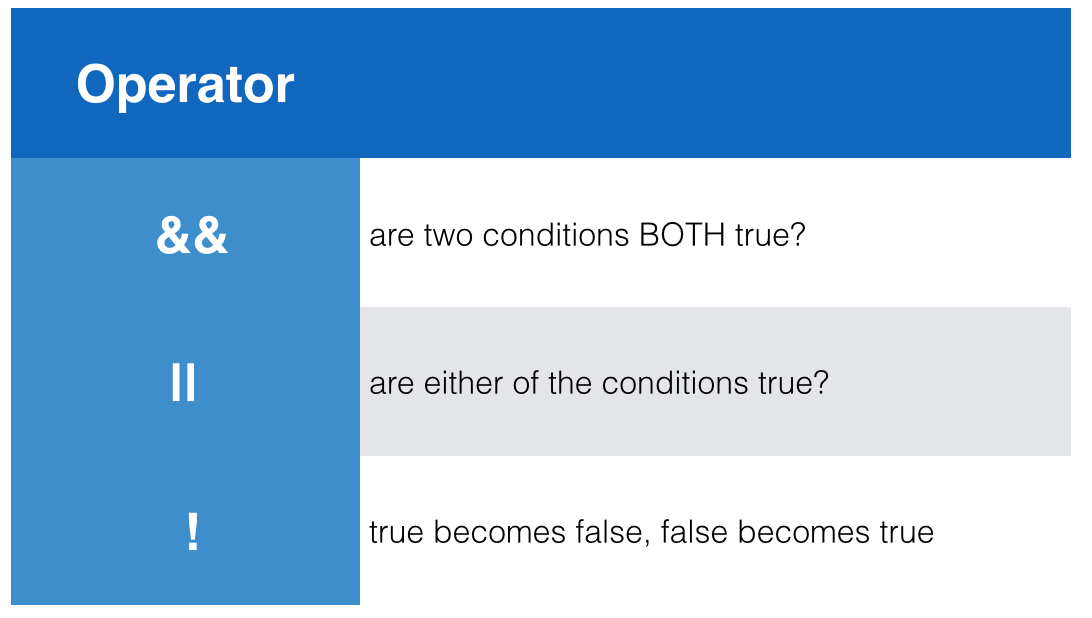 Operator
&& are two conditions BOTH true?
|| are either of the conditions true?
! true becomes false, false becomes true